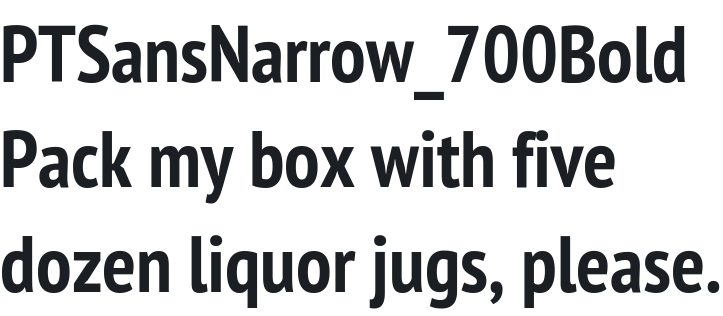 PTSansNarrow_700Bold
Pack my box with five
dozen liquor jugs, please.